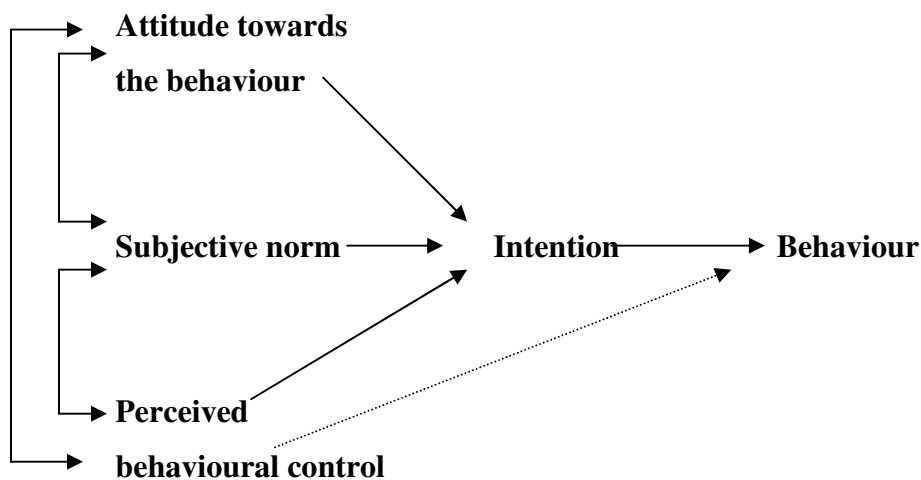 Attitude towards
the behaviour
Subjective norm
Intention
Behaviour
Perceived
behavioural control